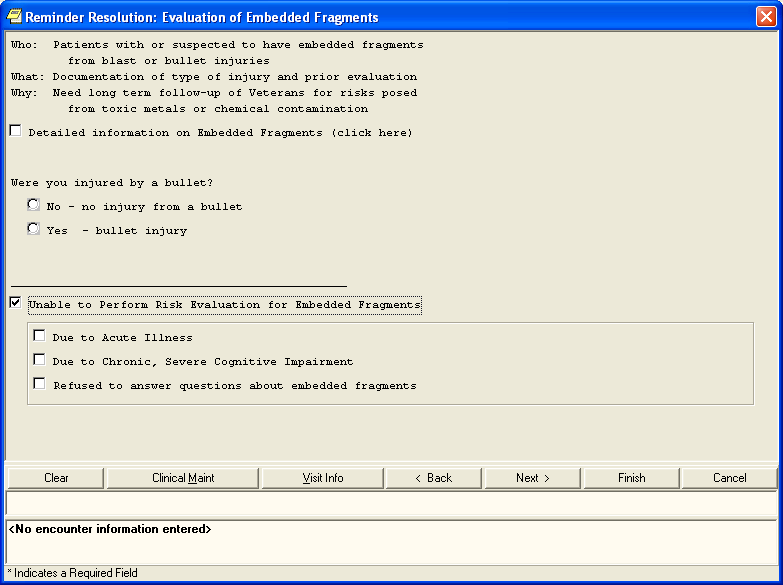 Reminder Resolution: Evaluation of Embedded Fragments
Who: Patients with or suspected to have embedded fragments
from blast or bullet injuries
What: Documentation of type of injury and prior evaluation
Why: Need long term follow-up of Veterans for risks posed
from toxic metals or chemical contamination
Detailed information on Embedded Fragments (click here)
Were you injured by a bullet?
No - no injury from a bullet
Yes - bullet injury
Unable to Perform Risk Evaluation for Embedded Fragments
Due to Acute Illness
Due to Chronic, Severe Cognitive Impairment
Refused to answer questions about embedded fragments
Clear Clinical Maint Visit Info < Back Next > Finish Cancel
<No encounter information entered>
* Indicates a Required Field